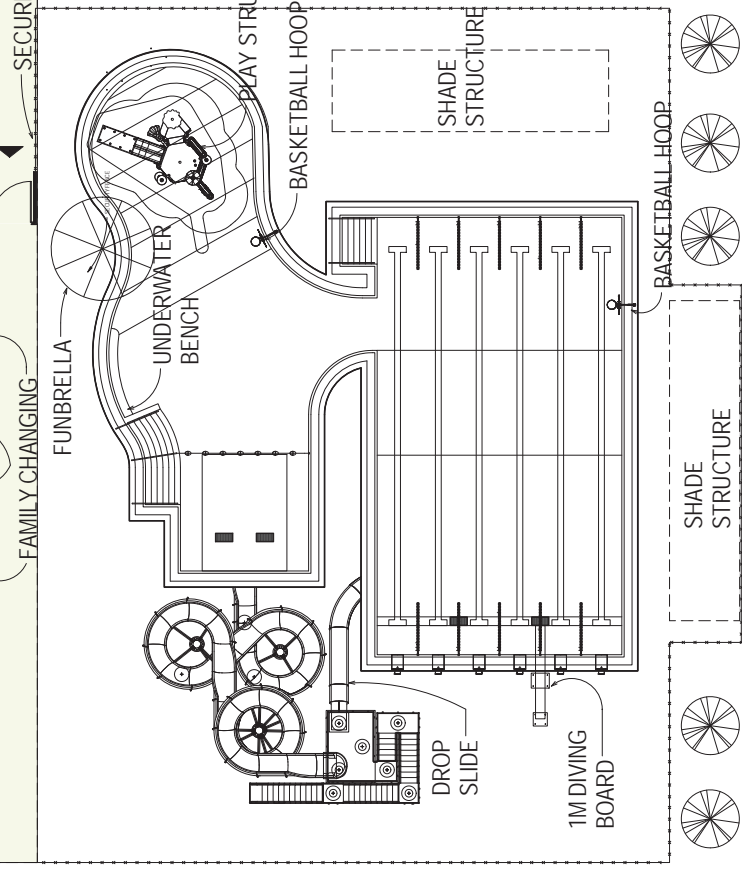 SECUR
PLAY STRU
BASKETBALL HOOP
SHADE
STRUCTURE
BASKETBALL HOOP
FUNBRELLA
UNDERWATER
BENCH
FAMILY CHANGING
SHADE
STRUCTURE
DROP
SLIDE
1M DIVING
BOARD